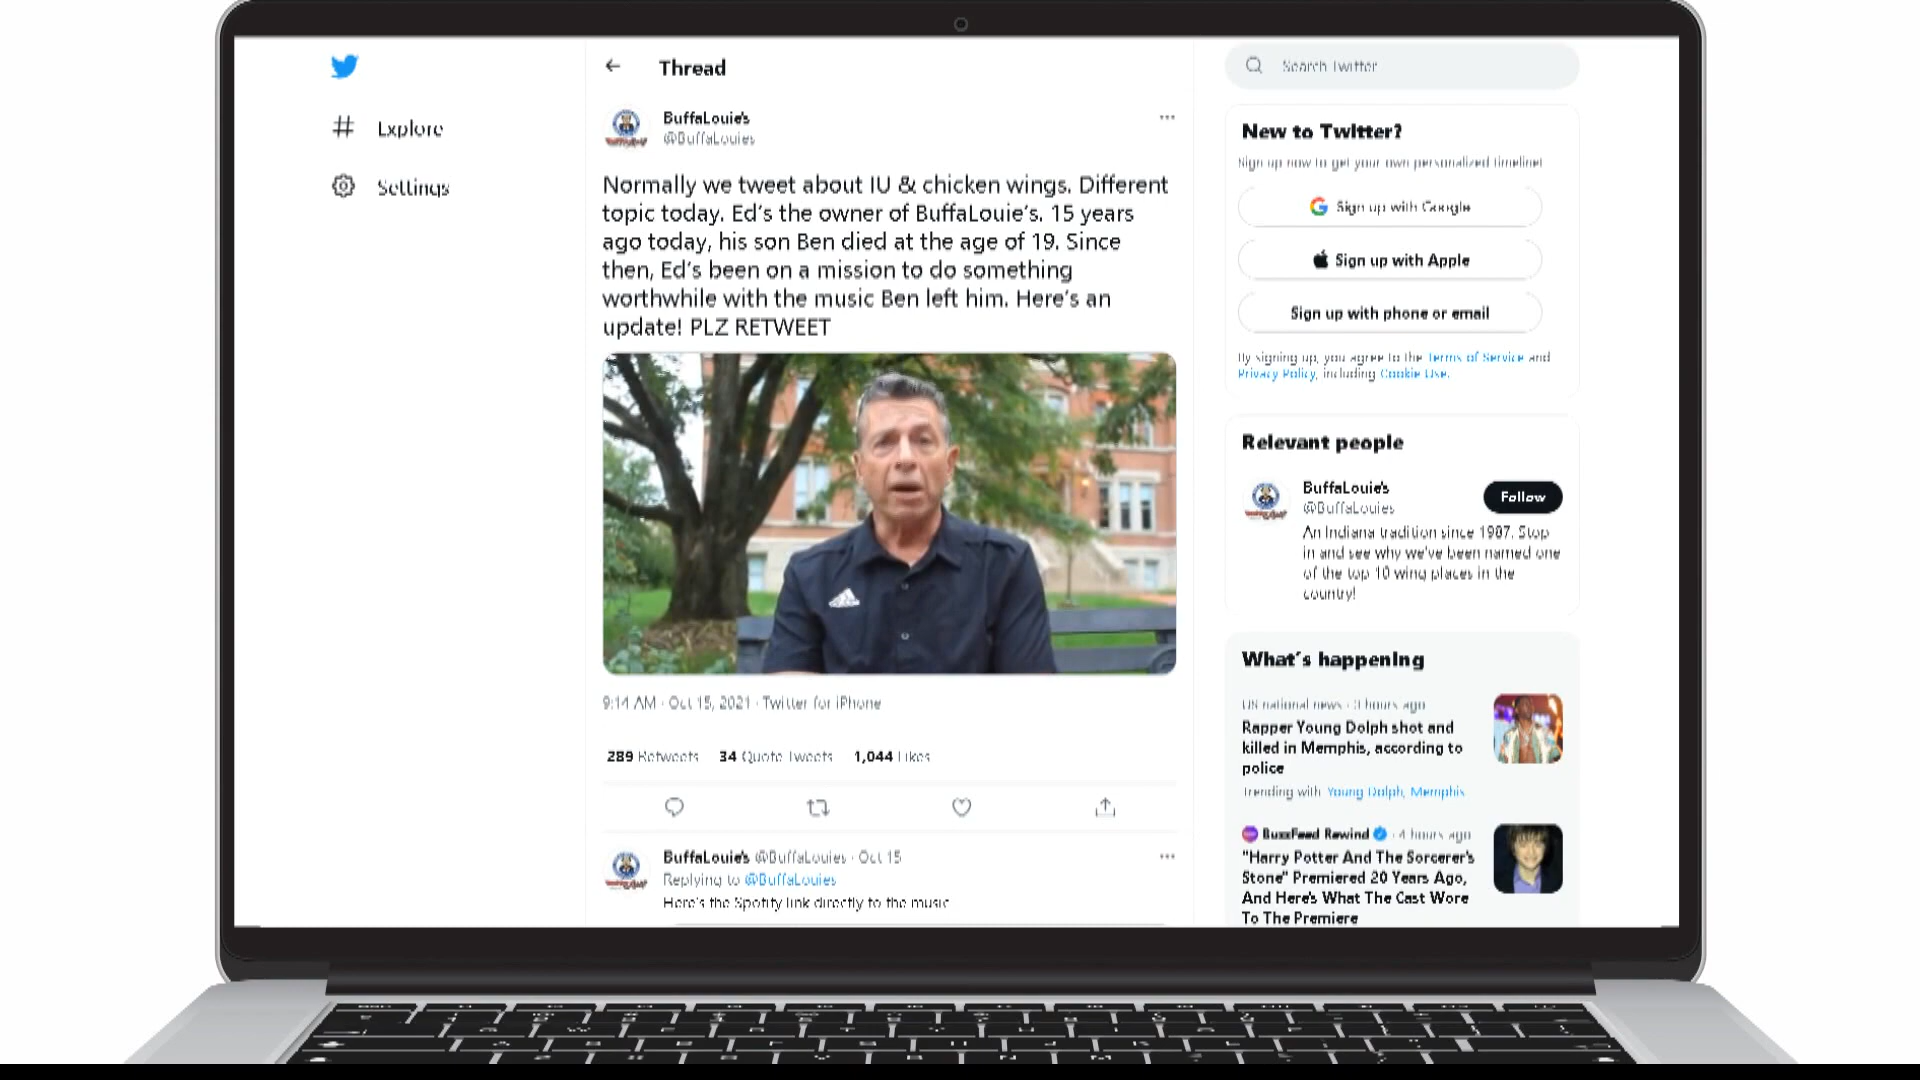 Thread
Search Twitter
Explore
Settings
BuffaLouie's
@BuffaLouies
Normally we tweet about IU & chicken wings. Different
topic today. Ed's the owner of BuffaLouie's. 15 years
ago today, his son Ben died at the age of 19. Since
then, Ed's been on a mission to do something
worthwhile with the music Ben left him. Here's an
update! PLZ RETWEET
9:14 AM · Oct 15, 2021 · Twitter for iPhone
289 Retweets 34 Quote Tweets 1,044 Likes
BuffaLouie's @BuffaLouies · Oct 15
Replying to @BuffaLouies
Here's the Spotify link directly to the music
New to Twitter?
Sign up now to get your own personalized timeline!
Sign up with Google
Sign up with Apple
Sign up with phone or email
By signing up, you agree to the Terms of Service and
Privacy Policy, including Cookie Use.
Relevant people
BuffaLouie's
@BuffaLouies
Follow
An Indiana tradition since 1987. Stop
in and see why we've been named one
of the top 10 wing places in the
country!
What's happening
US national news · 3 hours ago
Rapper Young Dolph shot and
killed in Memphis, according to
police
Trending with Young Dolph, Memphis
BuzzFeed Rewind · 4 hours ago
"Harry Potter And The Sorcerer's
Stone" Premiered 20 Years Ago,
And Here's What The Cast Wore
To The Premiere